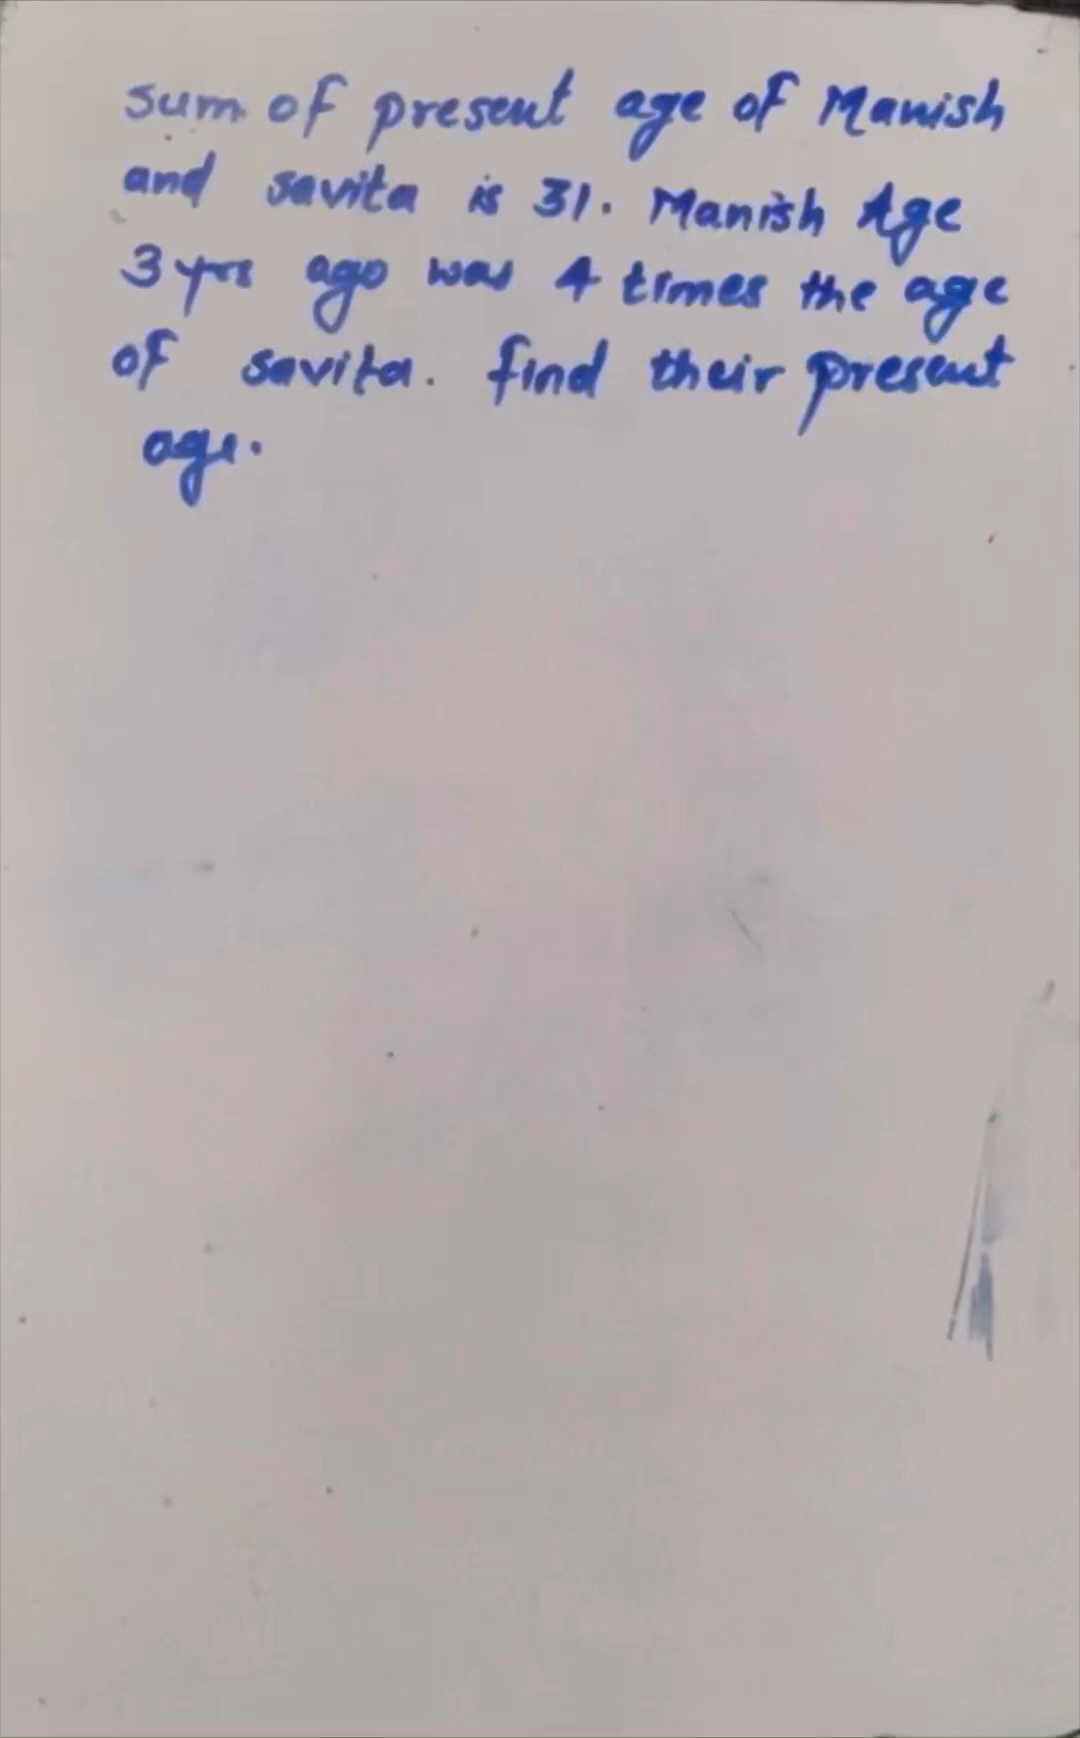 sum of present age of Manish
and savita is 31. Manish Age
3 yrs ago was 4 times the age
of savita. find their present
age.